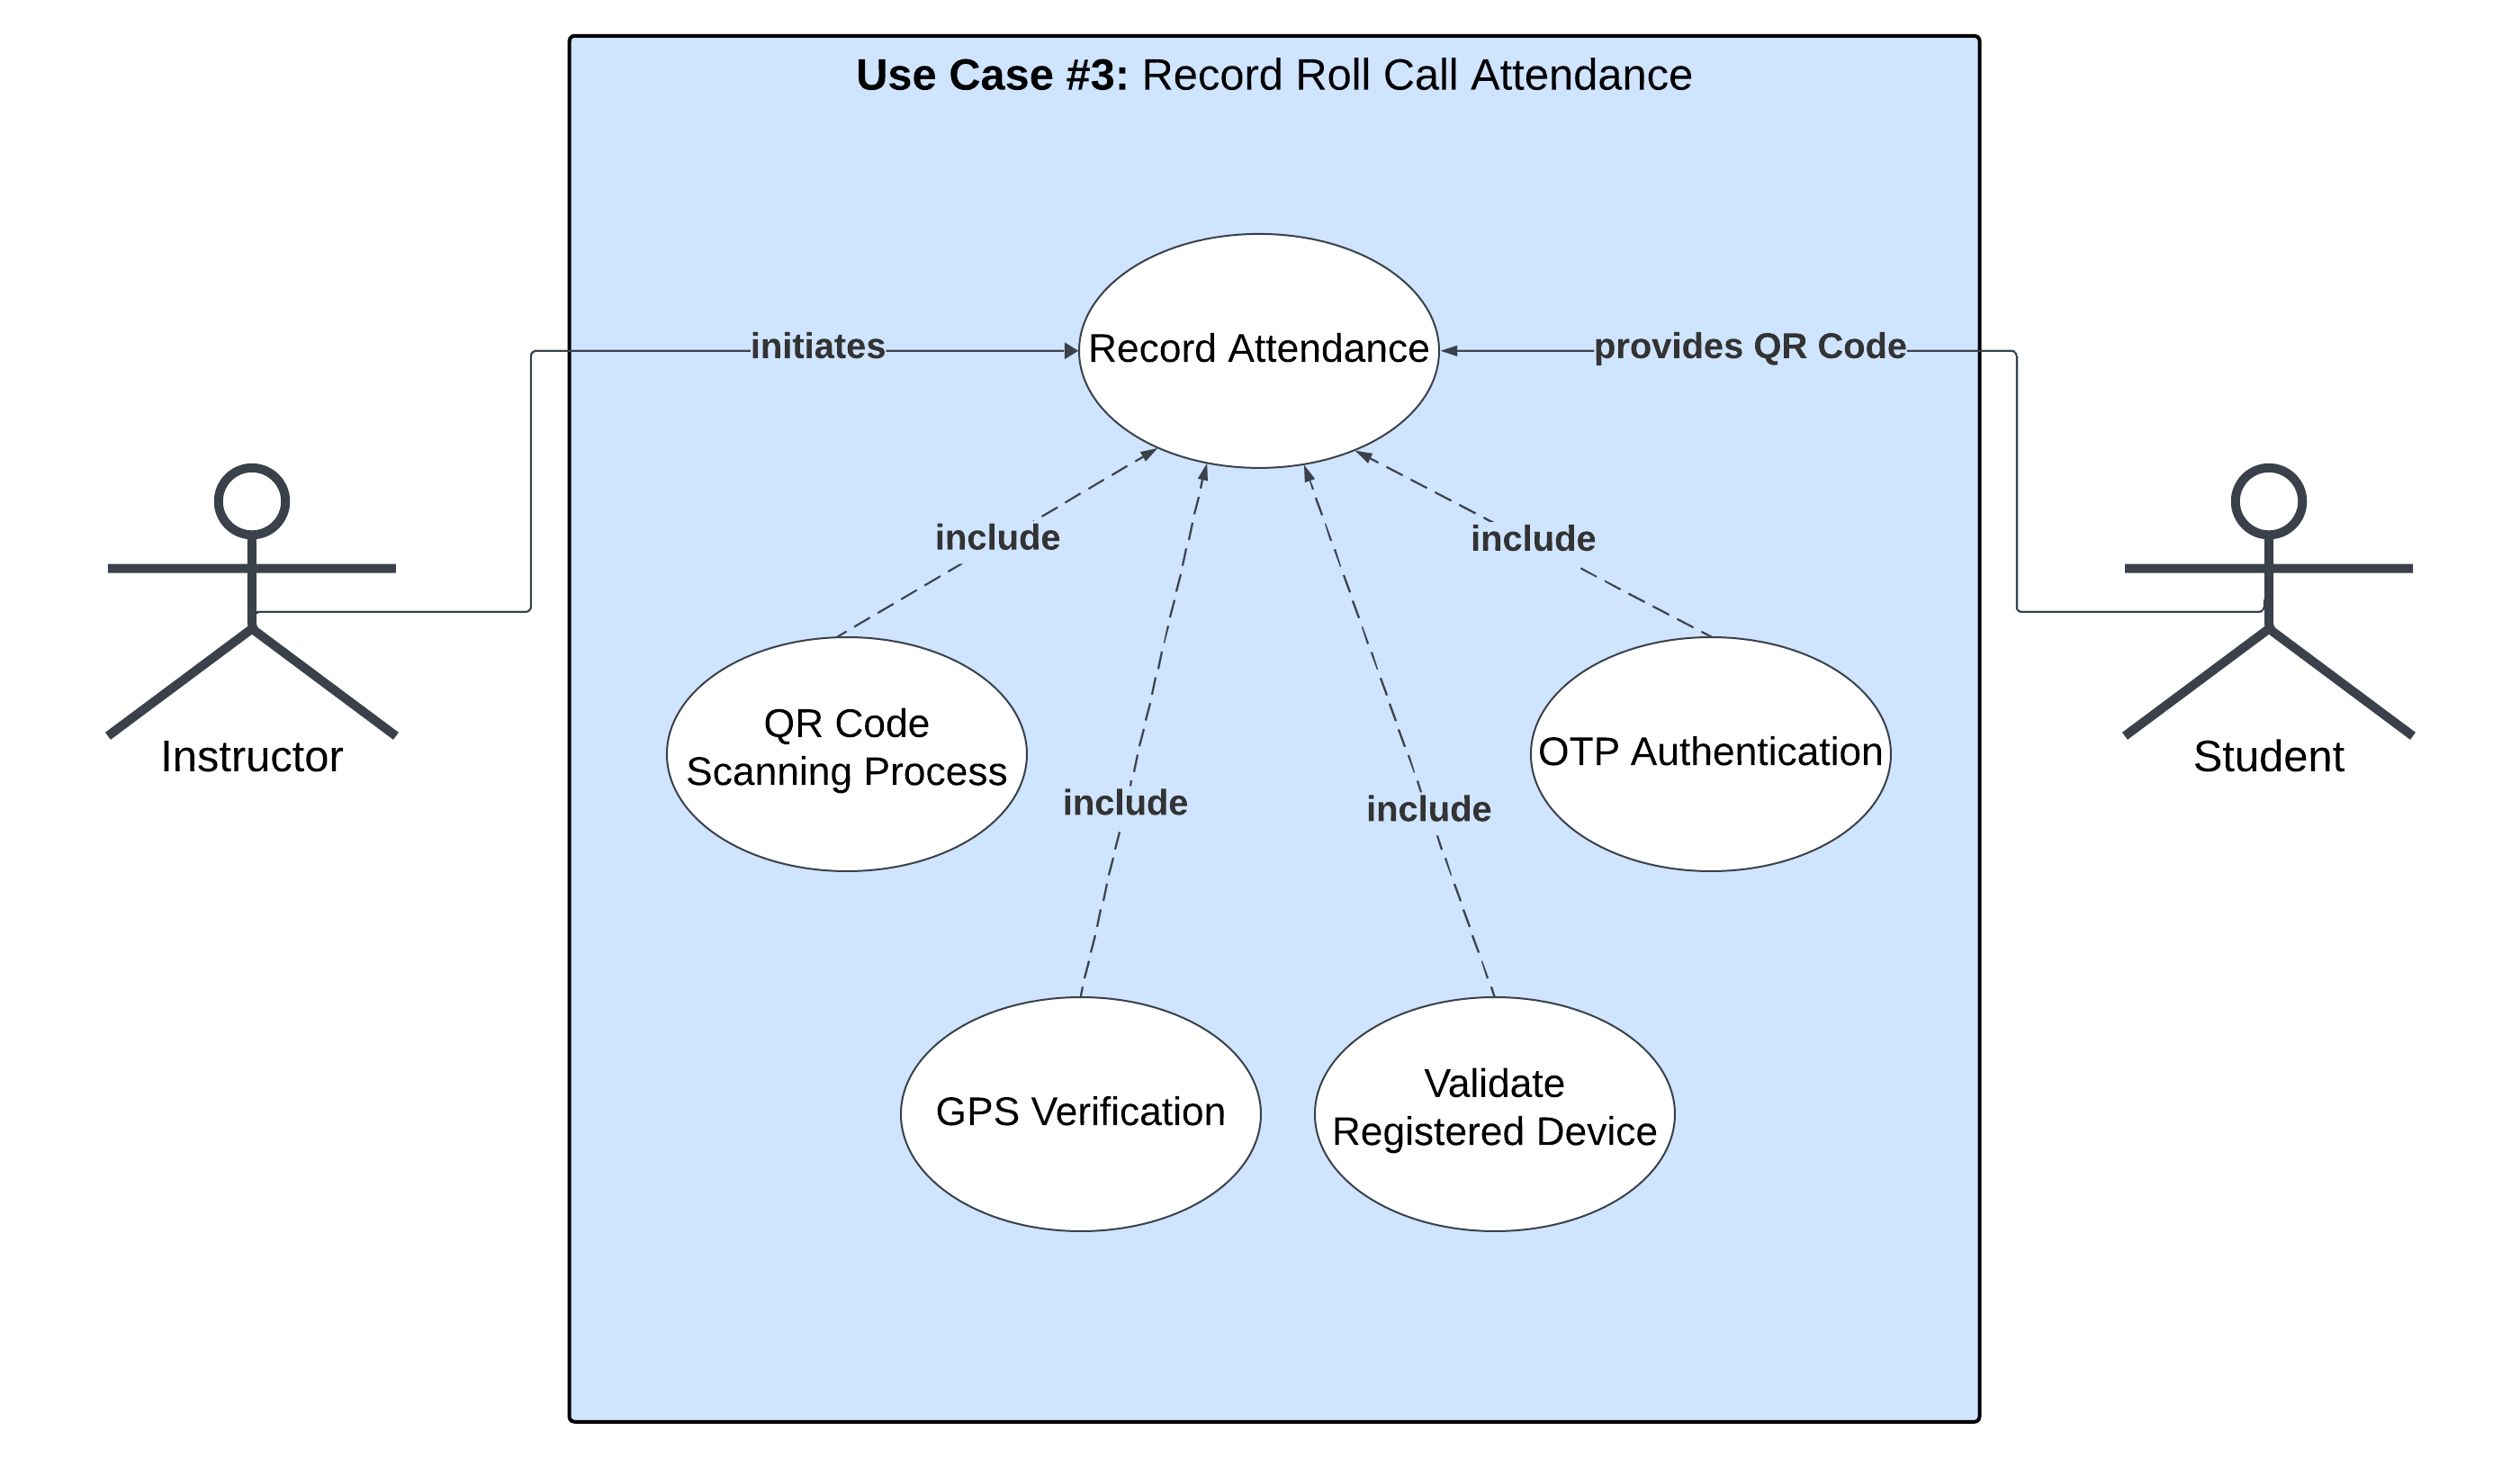 Use Case #3: Record Roll Call Attendance
initiates
Record Attendance
provides QR Code
include
include
QR Code
Scanning Process
OTP Authentication
Instructor
Student
include
include
GPS Verification
Validate
Registered Device